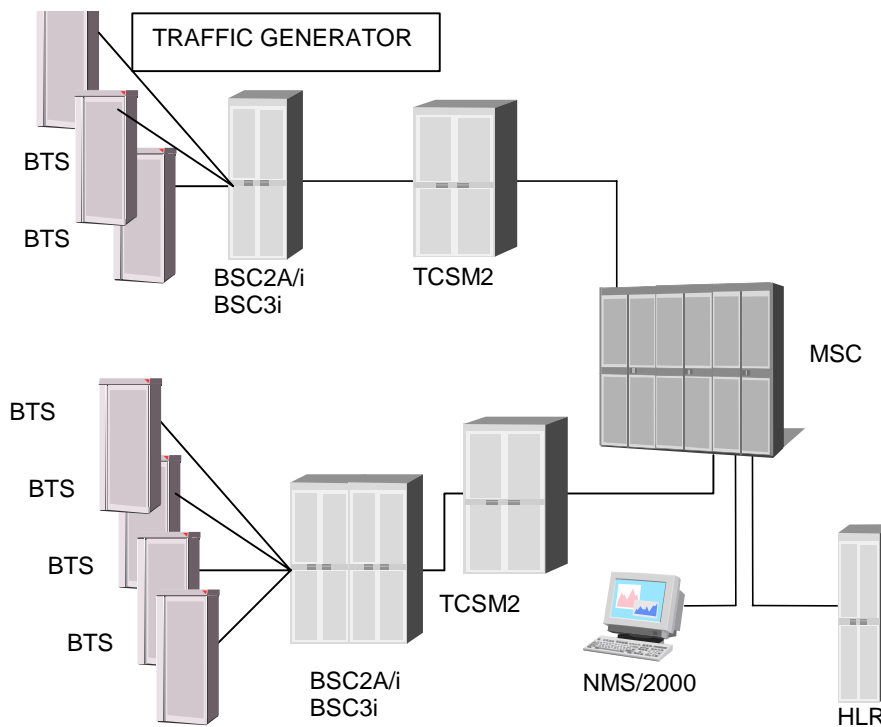 TRAFFIC GENERATOR
BTS
BTS
BSC2A/i
BSC3i
TCSM2
MSC
BTS
BTS
BTS
BTS
TCSM2
BSC2A/i
BSC3i
NMS/2000
HLR